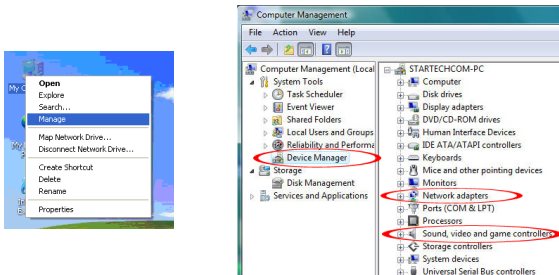 My C
My
P
In
E
Open
Explore
Search...
Manage
Map Network Drive...
Disconnect Network Drive...
Create Shortcut
Delete
Rename
Properties
Computer Management
File Action View Help
Computer Management (Local
System Tools
Task Scheduler
Event Viewer
Shared Folders
Local Users and Groups
Reliability and Performa
Device Manager
Storage
Disk Management
Services and Applications
STARTECHCOM-PC
Computer
Disk drives
Display adapters
DVD/CD-ROM drives
Human Interface Devices
IDE ATA/ATAPI controllers
Keyboards
Mice and other pointing devices
Monitors
Network adapters
Ports (COM & LPT)
Processors
Sound, video and game controllers
Storage controllers
System devices
Universal Serial Bus controllers